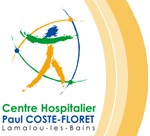 Centre Hospitalier
Paul COSTE-FLORET
Lamalou-les-Bains